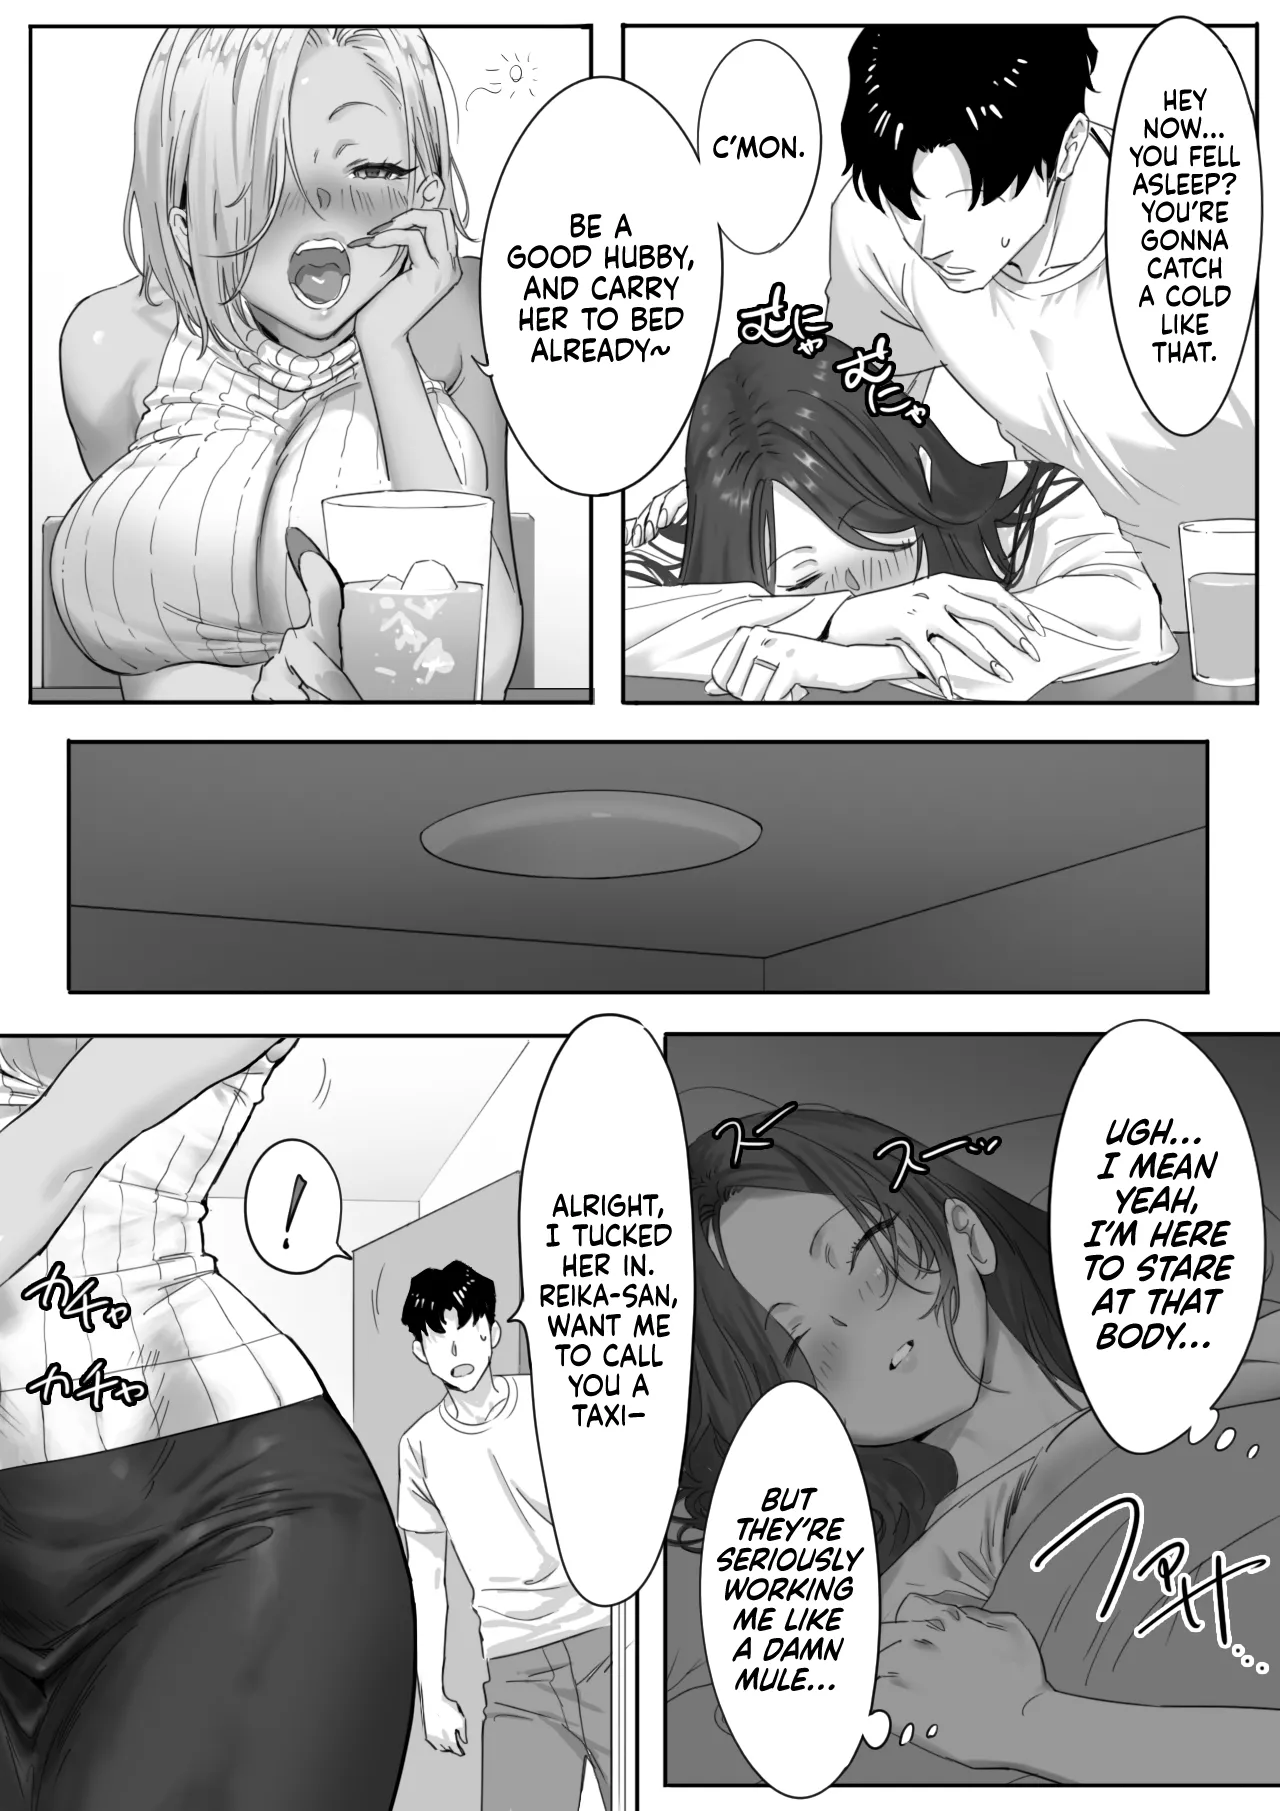 HEY
NOW...
YOU FELL
ASLEEP?
YOU'RE
GONNA
CATCH
A COLD
LIKE
THAT.
C'MON.
むにゃ
むにゃ
BE A
GOOD HUBBY,
AND CARRY
HER TO BED
ALREADY~
UGH...
I MEAN
YEAH,
I'M HERE
TO STARE
AT THAT
BODY...
スー
スー...
BUT
THEY'RE
SERIOUSLY
WORKING
ME LIKE
A DAMN
MULE...
ファサ...
ALRIGHT,
I TUCKED
HER IN.
REIKA-SAN,
WANT ME
TO CALL
YOU A
TAXI–
!
カチャ
カチャ